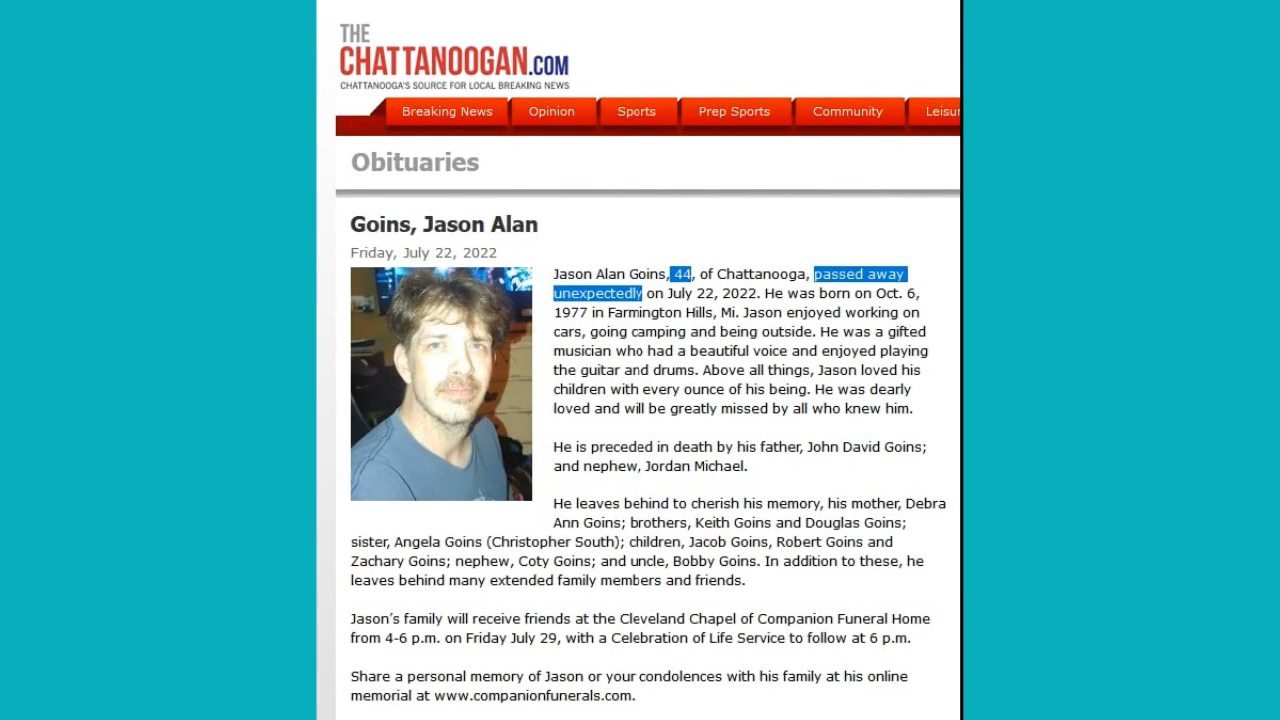 THE
CHATTANOOGAN.COM
CHATTANOOGA'S SOURCE FOR LOCAL BREAKING NEWS
Breaking News Opinion Sports Prep Sports Community Leisur
Obituaries
Goins, Jason Alan
Friday, July 22, 2022
Jason Alan Goins, 44, of Chattanooga, passed away
unexpectedly on July 22, 2022. He was born on Oct. 6,
1977 in Farmington Hills, Mi. Jason enjoyed working on
cars, going camping and being outside. He was a gifted
musician who had a beautiful voice and enjoyed playing
the guitar and drums. Above all things, Jason loved his
children with every ounce of his being. He was dearly
loved and will be greatly missed by all who knew him.
He is preceded in death by his father, John David Goins;
and nephew, Jordan Michael.
He leaves behind to cherish his memory, his mother, Debra
Ann Goins; brothers, Keith Goins and Douglas Goins;
sister, Angela Goins (Christopher South); children, Jacob Goins, Robert Goins and
Zachary Goins; nephew, Coty Goins; and uncle, Bobby Goins. In addition to these, he
leaves behind many extended family members and friends.
Jason's family will receive friends at the Cleveland Chapel of Companion Funeral Home
from 4-6 p.m. on Friday July 29, with a Celebration of Life Service to follow at 6 p.m.
Share a personal memory of Jason or your condolences with his family at his online
memorial at www.companionfunerals.com.